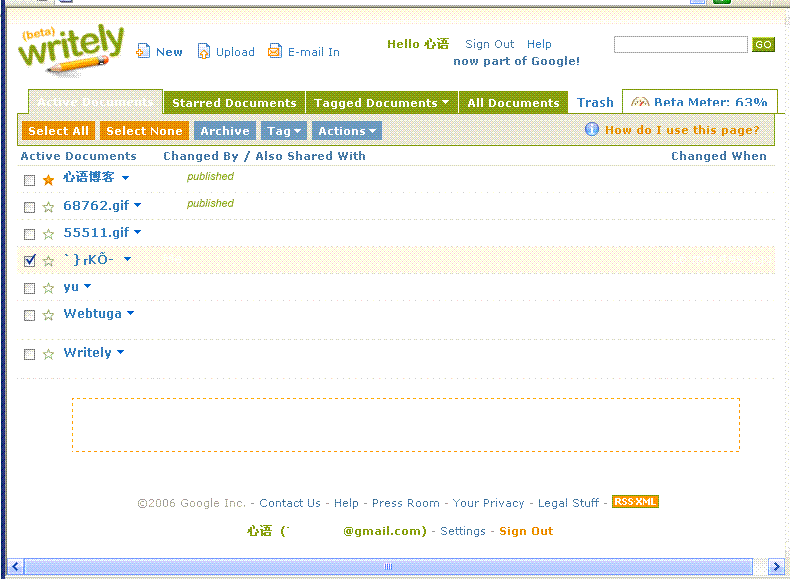 (beta)
writely
New Upload E-mail In
Hello 心语 Sign Out Help
now part of Google!
GO
Active Documents Starred Documents Tagged Documents All Documents Trash Beta Meter: 63%
Select All Select None Archive Tag Actions How do I use this page?
Active Documents Changed By / Also Shared With Changed When
心语博客 published
68762.gif published
55511.gif
` }┌KÕ-
yu
Webtuga
Writely
©2006 Google Inc. - Contact Us - Help - Press Room - Your Privacy - Legal Stuff - RSS-XML
心语 (` @gmail.com) - Settings - Sign Out